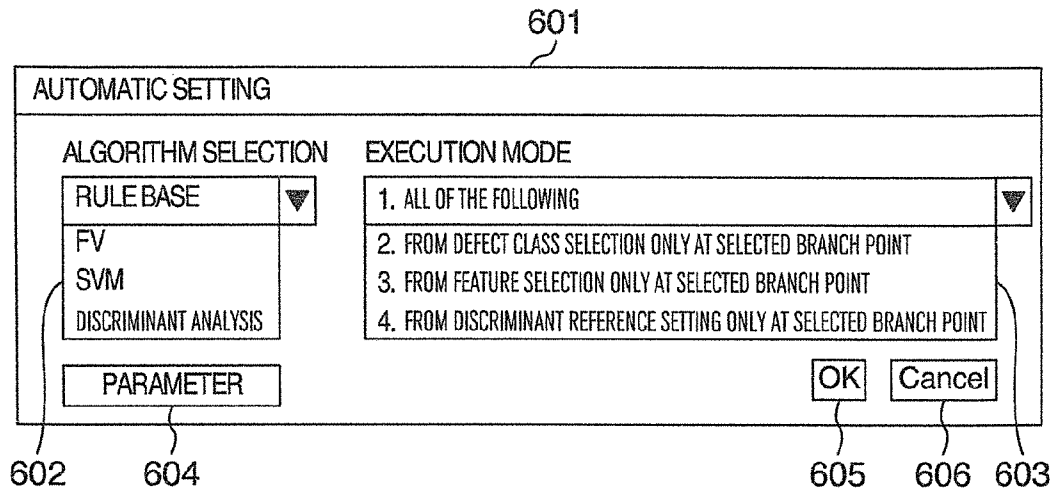 601
AUTOMATIC SETTING
ALGORITHM SELECTION EXECUTION MODE
RULE BASE 1. ALL OF THE FOLLOWING
FV 2. FROM DEFECT CLASS SELECTION ONLY AT SELECTED BRANCH POINT
SVM 3. FROM FEATURE SELECTION ONLY AT SELECTED BRANCH POINT
DISCRIMINANT ANALYSIS 4. FROM DISCRIMINANT REFERENCE SETTING ONLY AT SELECTED BRANCH POINT
PARAMETER OK Cancel
602 604 605 606 603